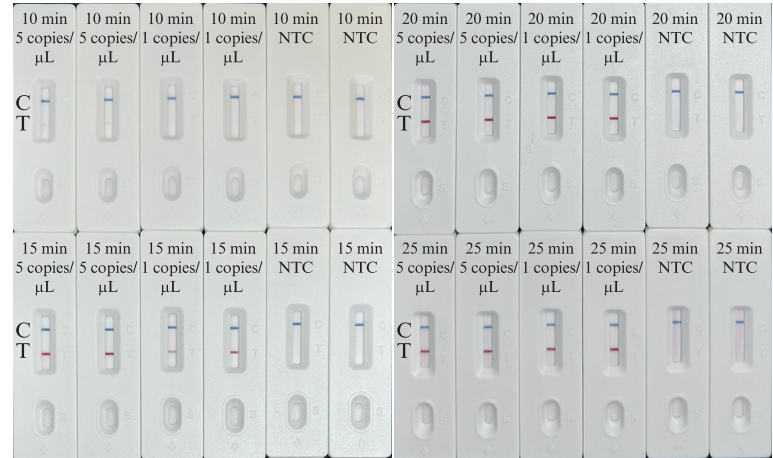 10 min
5 copies/
µL
10 min
5 copies/
µL
10 min
1 copies/
µL
10 min
1 copies/
µL
10 min
NTC
10 min
NTC
C
T
20 min
5 copies/
µL
20 min
5 copies/
µL
20 min
1 copies/
µL
20 min
1 copies/
µL
20 min
NTC
20 min
NTC
C
T
15 min
5 copies/
µL
15 min
5 copies/
µL
15 min
1 copies/
µL
15 min
1 copies/
µL
15 min
NTC
15 min
NTC
C
T
25 min
5 copies/
µL
25 min
5 copies/
µL
25 min
1 copies/
µL
25 min
1 copies/
µL
25 min
NTC
25 min
NTC
C
T